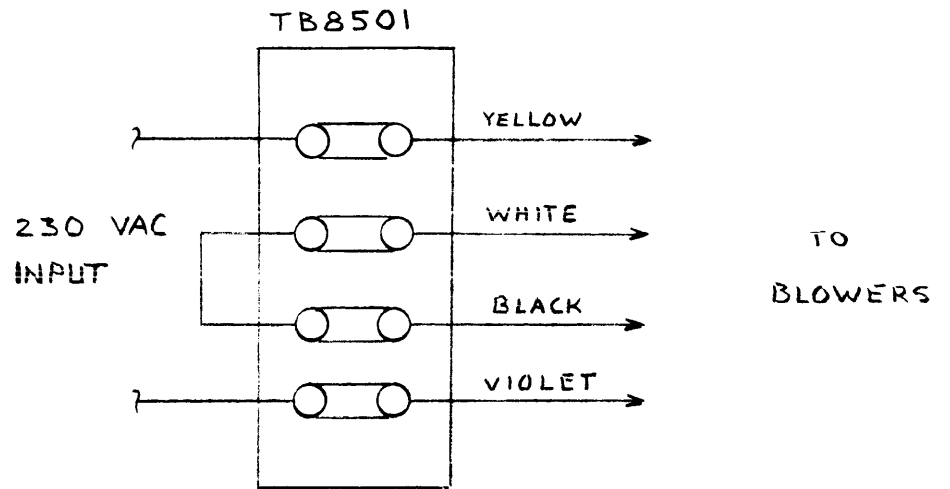 TB8501
YELLOW
230 VAC
INPUT
WHITE
TO
BLOWERS
BLACK
VIOLET